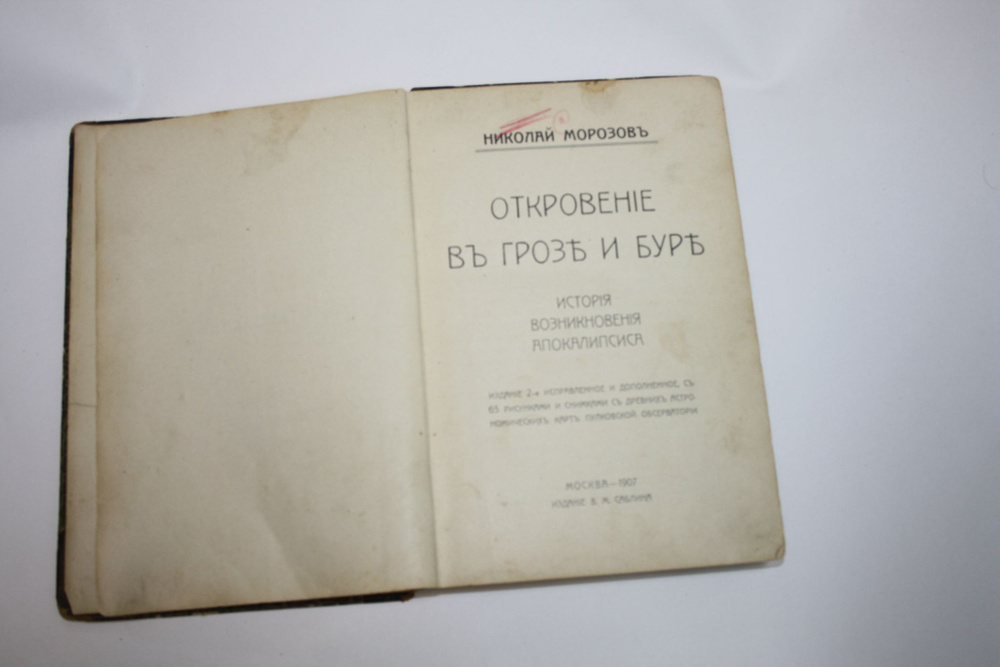 НИКОЛАЙ МОРОЗОВЪ
ОТКРОВЕНІЕ
ВЪ ГРОЗѢ И БУРѢ
ИСТОРІЯ
ВОЗНИКНОВЕНІЯ
АПОКАЛИПСИСА
ИЗДАНІЕ 2-е ИСПРАВЛЕННОЕ И ДОПОЛНЕННОЕ, СЪ
65 РИСУНКАМИ И СНИМКАМИ СЪ ДРЕВНИХЪ АСТРО-
НОМИЧЕСКИХЪ КАРТЪ ПУЛКОВСКОЙ ОБСЕРВАТОРІИ
МОСКВА—1907
ИЗДАНІЕ В. М. САБЛИНА